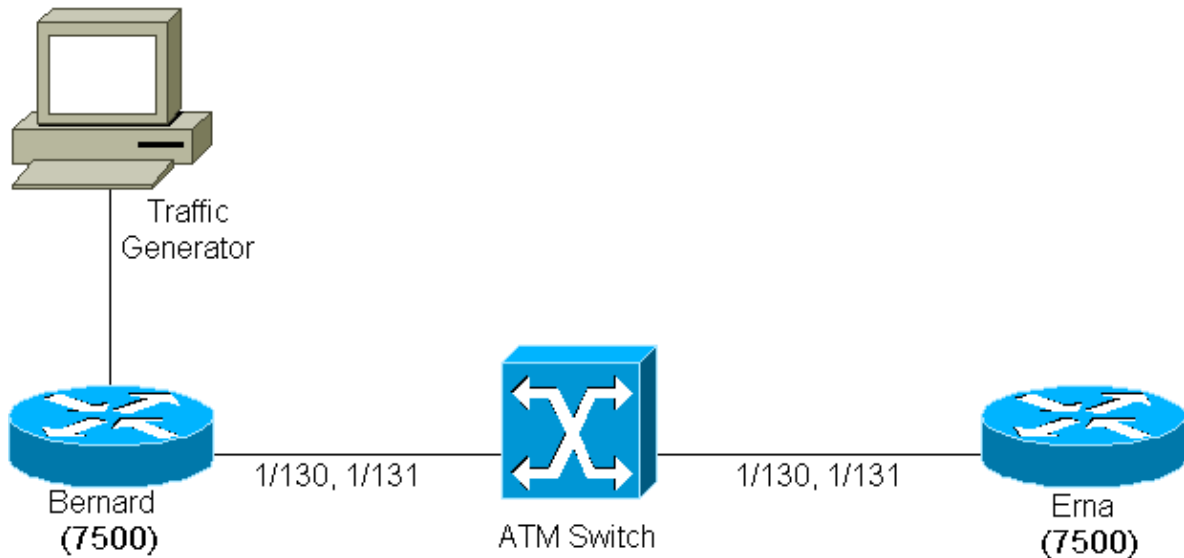 Traffic
Generator
1/130, 1/131
1/130, 1/131
Bernard
(7500)
ATM Switch
Erna
(7500)